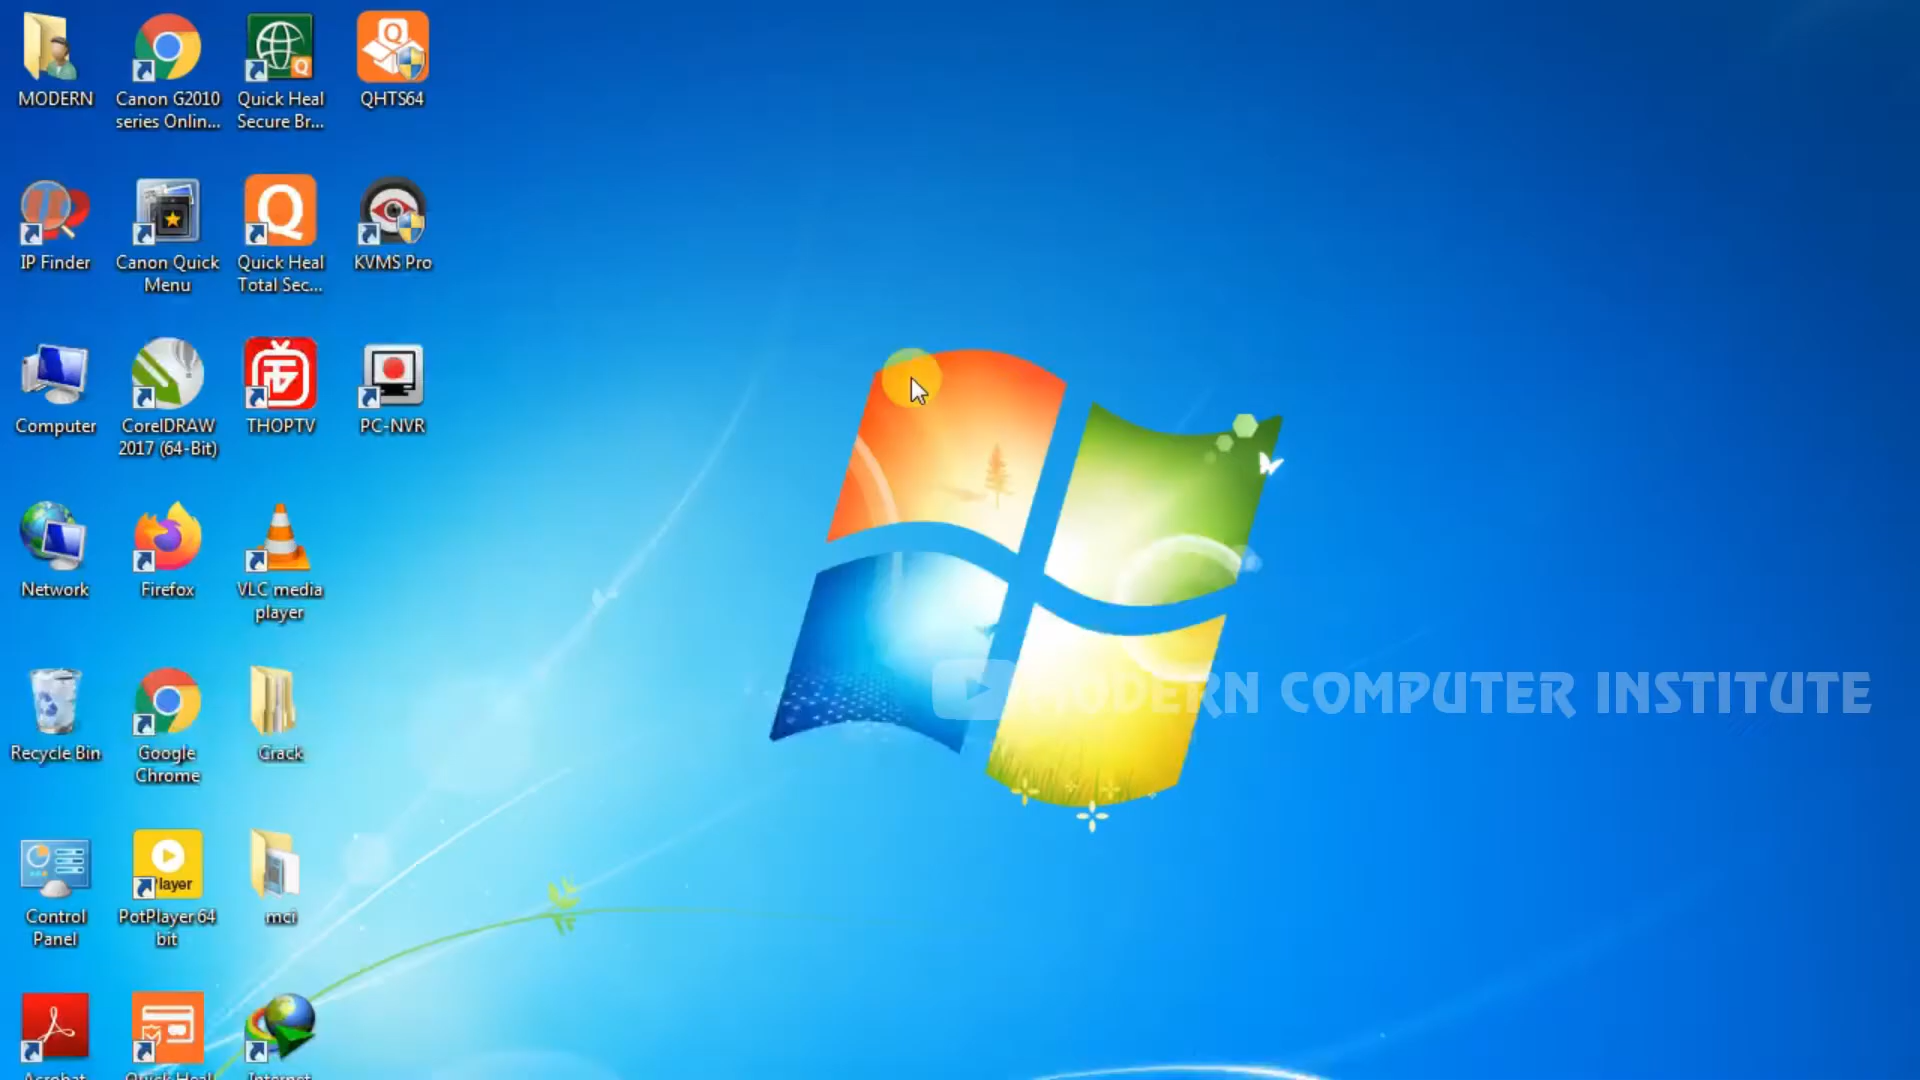 MODERN
Canon G2010
series Onlin...
Quick Heal
Secure Br...
QHTS64
IP Finder
Canon Quick
Menu
Quick Heal
Total Sec...
KVMS Pro
Computer
CorelDRAW
2017 (64-Bit)
THOPTV
PC-NVR
Network
Firefox
VLC media
player
Recycle Bin
Google
Chrome
Crack
MODERN COMPUTER INSTITUTE
Control
Panel
PotPlayer 64
bit
mci
Acrobat
Quick Heal
Internet